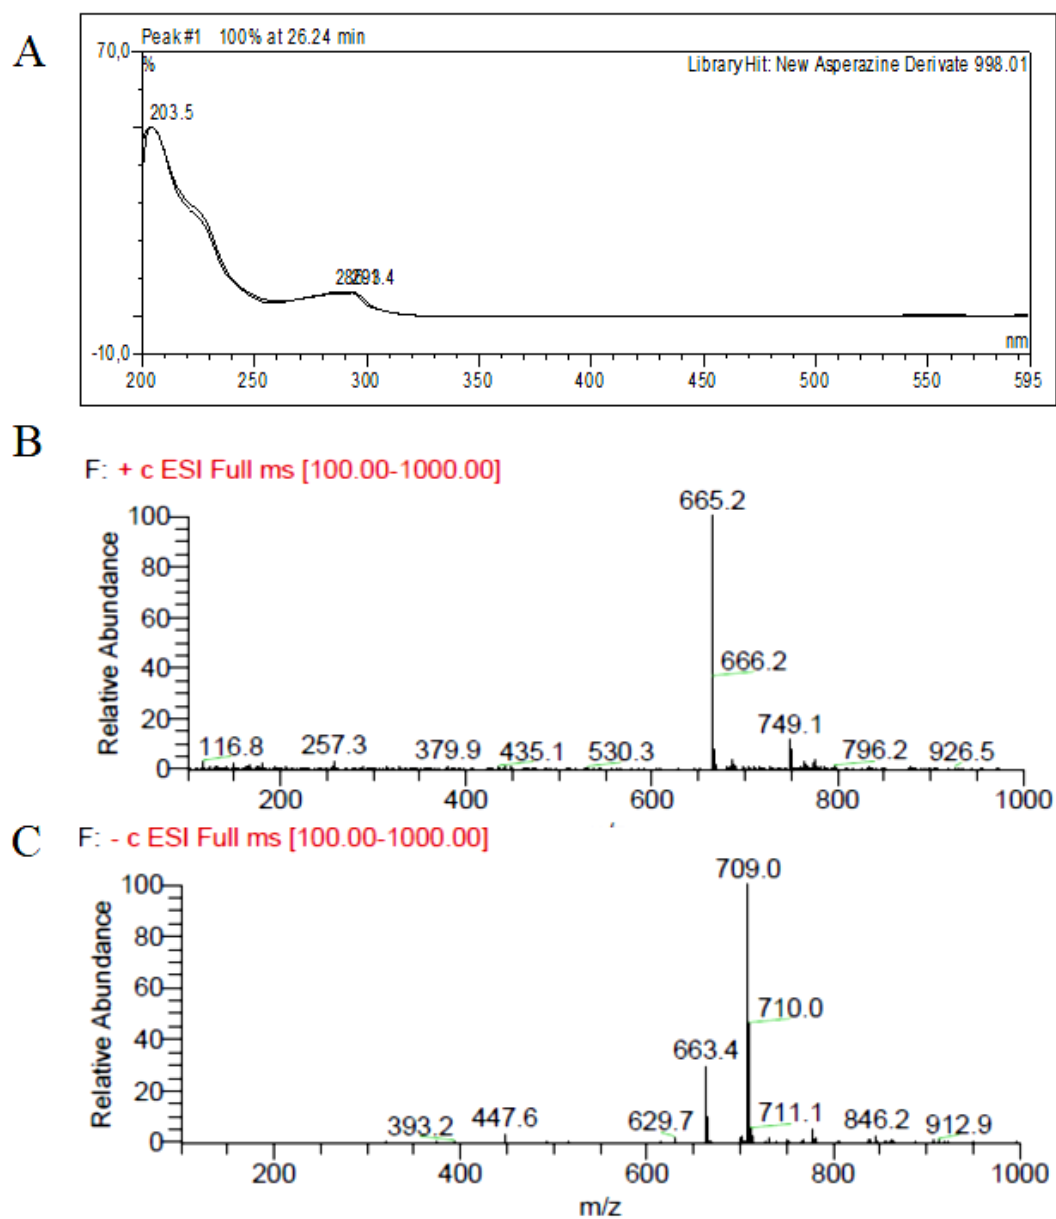 A
Peak #1 100% at 26.24 min
70,0
%
Library Hit: New Asperazine Derivate 998.01
203.5
293.4
-10,0
nm
200 250 300 350 400 450 500 550 595
B
F: + c ESI Full ms [100.00-1000.00]
665.2
100
80
60
40
20
0
Relative Abundance
666.2
749.1
116.8 257.3 379.9 435.1 530.3 796.2 926.5
200 400 600 800 1000
C
F: - c ESI Full ms [100.00-1000.00]
709.0
100
80
60
40
20
0
Relative Abundance
710.0
663.4
711.1
393.2 447.6 629.7 846.2 912.9
200 400 600 800 1000
m/z